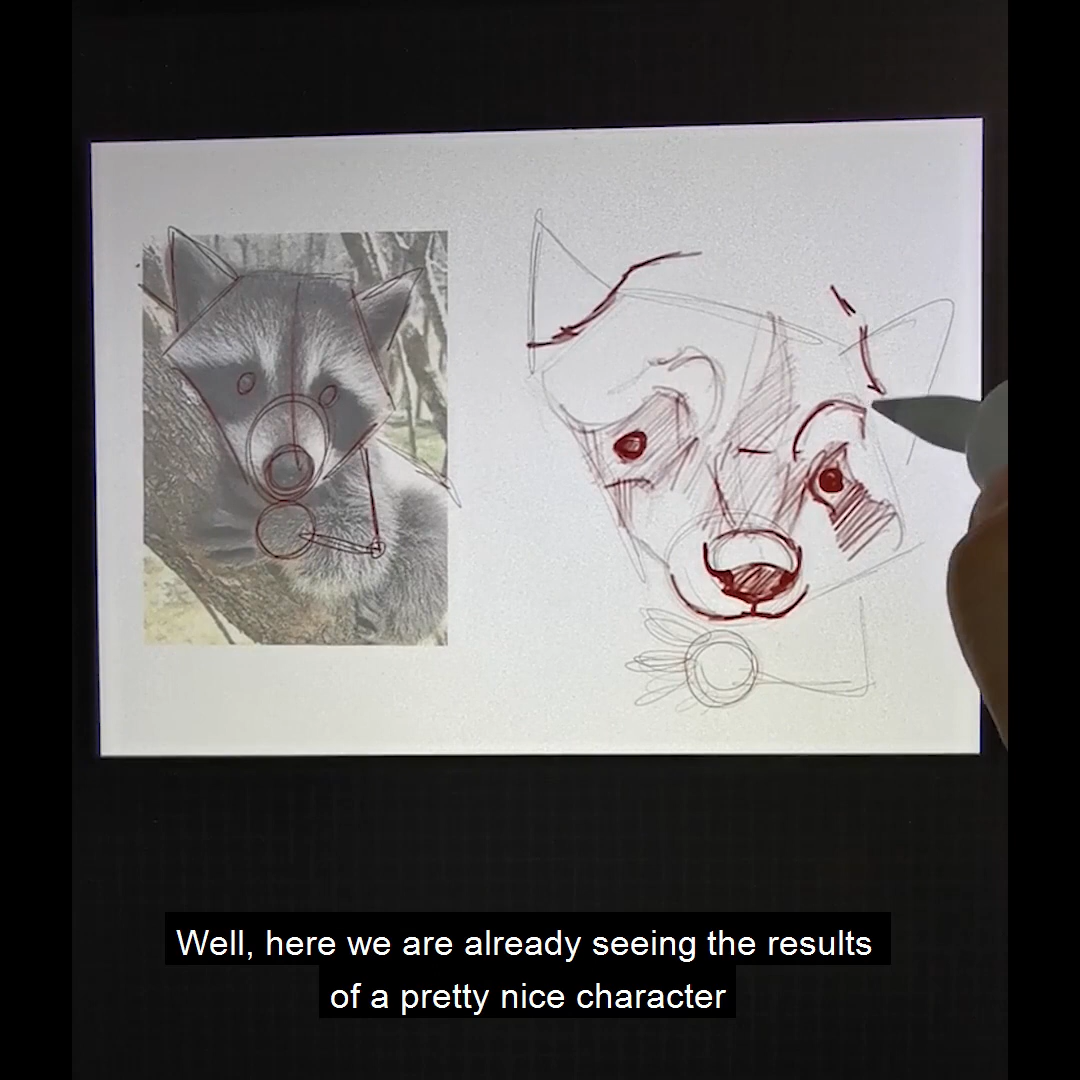 Well, here we are already seeing the results
of a pretty nice character